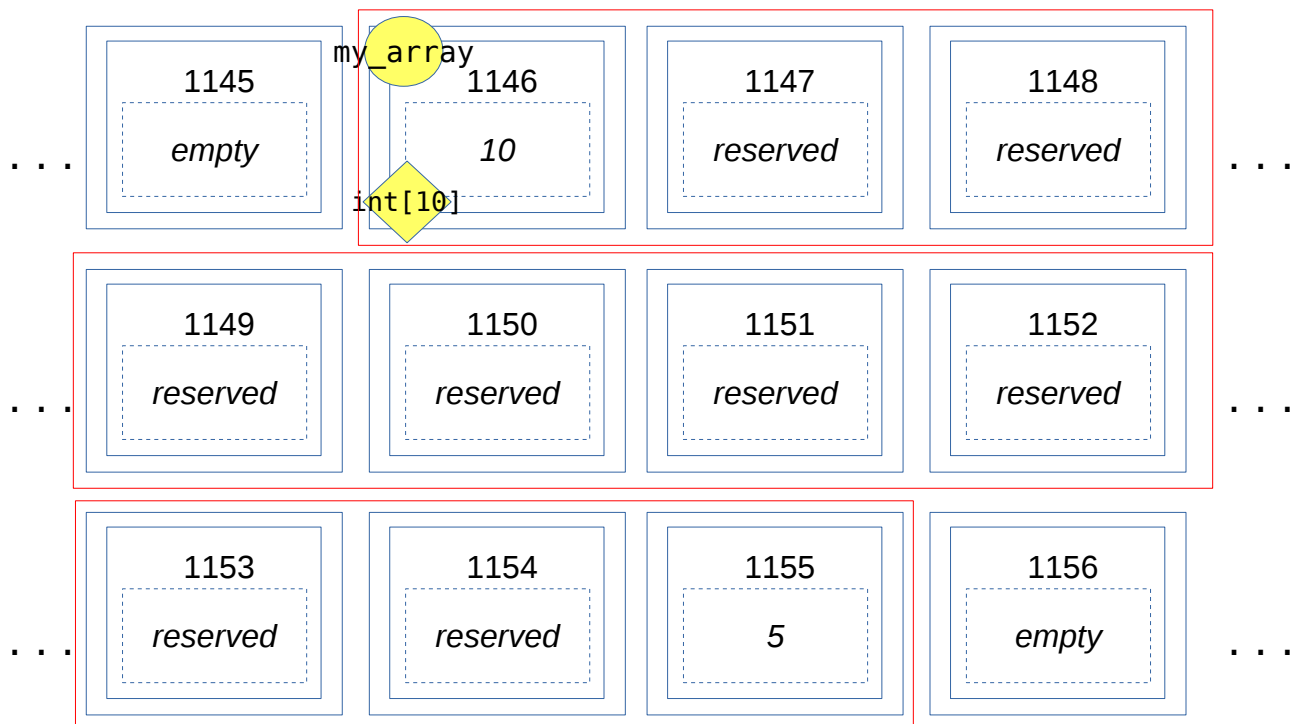 my_array
1145 1146 1147 1148
... empty 10 reserved reserved ...
int[10]
1149 1150 1151 1152
... reserved reserved reserved reserved ...
1153 1154 1155 1156
... reserved reserved 5 empty ...